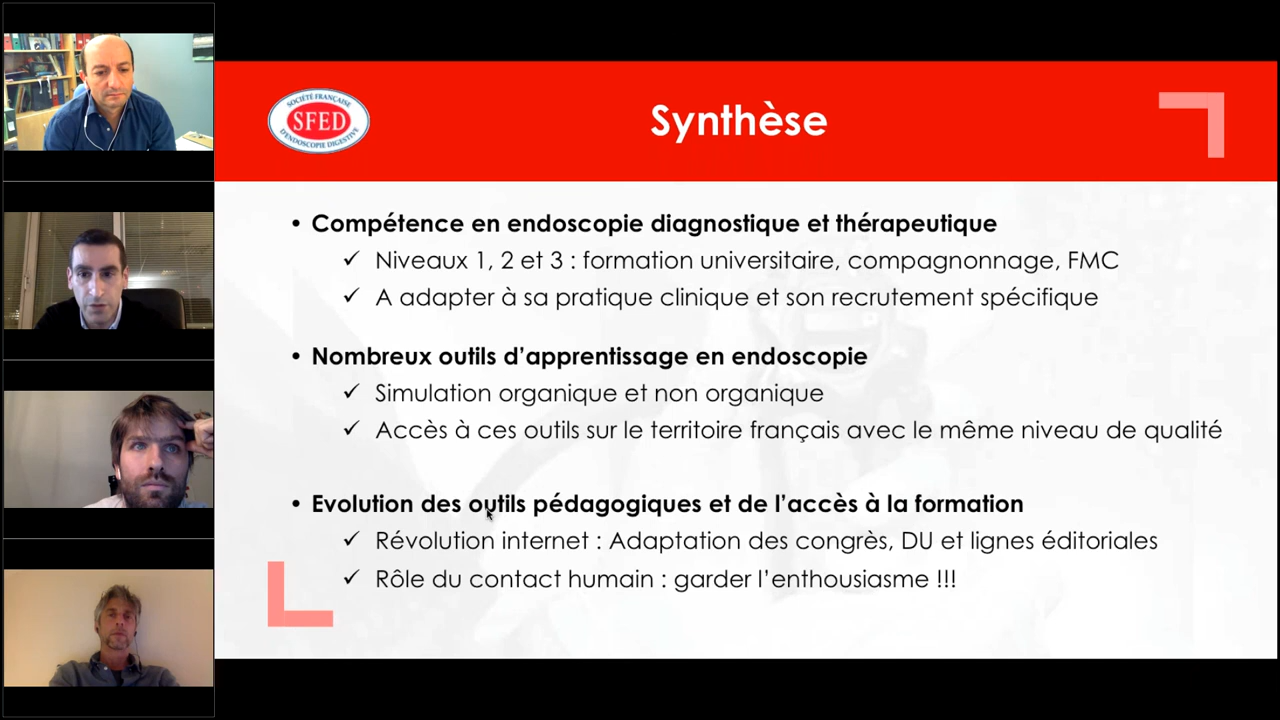 SOCIÉTÉ FRANÇAISE
SFED
D'ENDOSCOPIE DIGESTIVE
Synthèse
• Compétence en endoscopie diagnostique et thérapeutique
✓ Niveaux 1, 2 et 3 : formation universitaire, compagnonnage, FMC
✓ A adapter à sa pratique clinique et son recrutement spécifique
• Nombreux outils d’apprentissage en endoscopie
✓ Simulation organique et non organique
✓ Accès à ces outils sur le territoire français avec le même niveau de qualité
• Evolution des outils pédagogiques et de l’accès à la formation
✓ Révolution internet : Adaptation des congrès, DU et lignes éditoriales
✓ Rôle du contact humain : garder l’enthousiasme !!!